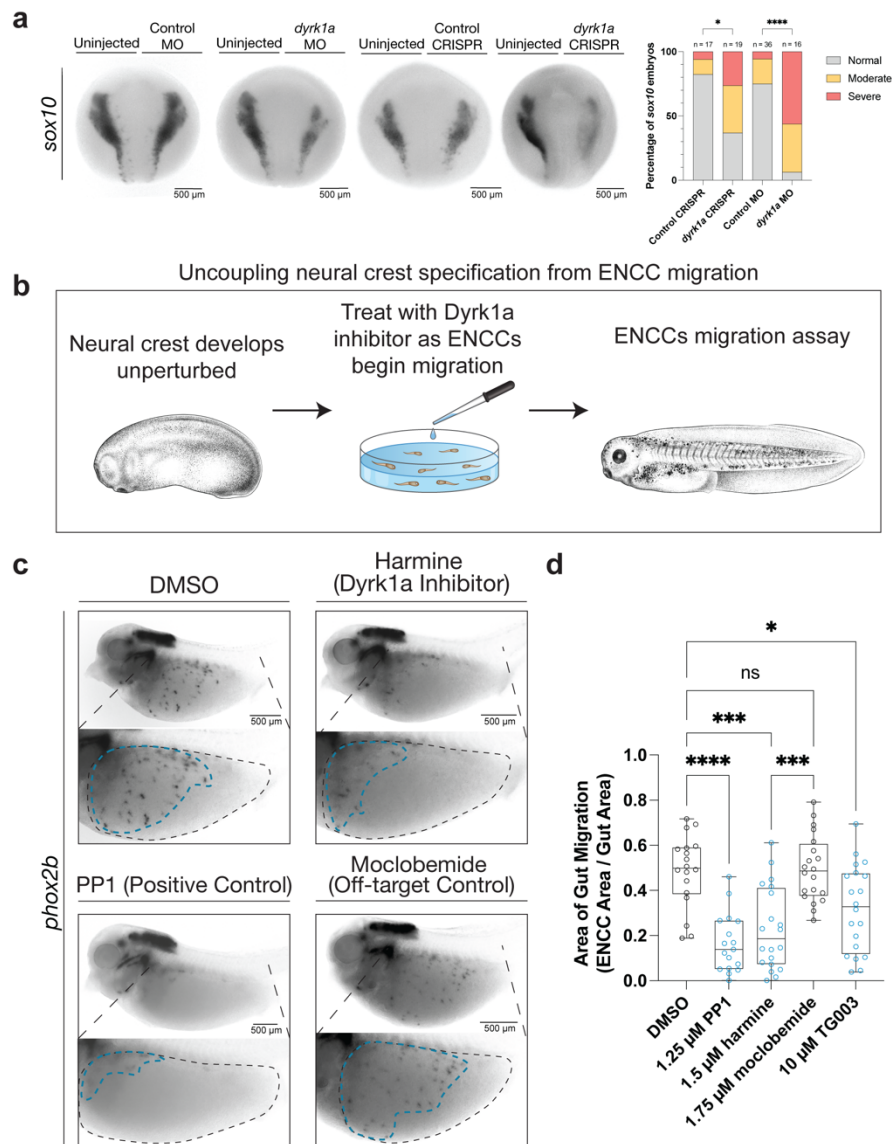 a
Uninjected
Control
MO
Uninjected
dyrk1a
MO
Uninjected
Control
CRISPR
Uninjected
dyrk1a
CRISPR
sox10
500 µm
500 µm
500 µm
500 µm
*
****
n = 17
n = 19
n = 36
n = 16
Normal
Moderate
Severe
Percentage of sox10 embryos
100
50
0
Control CRISPR
dyrk1a CRISPR
Control MO
dyrk1a MO
b
Uncoupling neural crest specification from ENCC migration
Neural crest develops
unperturbed
Treat with Dyrk1a
inhibitor as ENCCs
begin migration
ENCCs migration assay
c
phox2b
DMSO
500 µm
Harmine
(Dyrk1a Inhibitor)
500 µm
PP1 (Positive Control)
500 µm
Moclobemide
(Off-target Control)
500 µm
d
*
ns
***
****
***
Area of Gut Migration
(ENCC Area / Gut Area)
1.0
0.8
0.6
0.4
0.2
0.0
DMSO
1.25 µM PP1
1.5 µM harmine
1.75 µM moclobemide
10 µM TG003